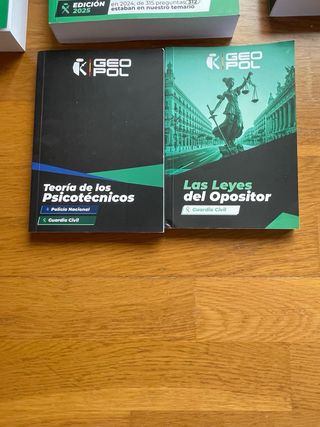 EDICIÓN
2025
en 2024, de 315 preguntas 312
estaban en nuestro temario
GEO
POL
Teoría de los
Psicotécnicos
Policía Nacional
Guardia Civil
GEO
POL
Las Leyes
del Opositor
Guardia Civil